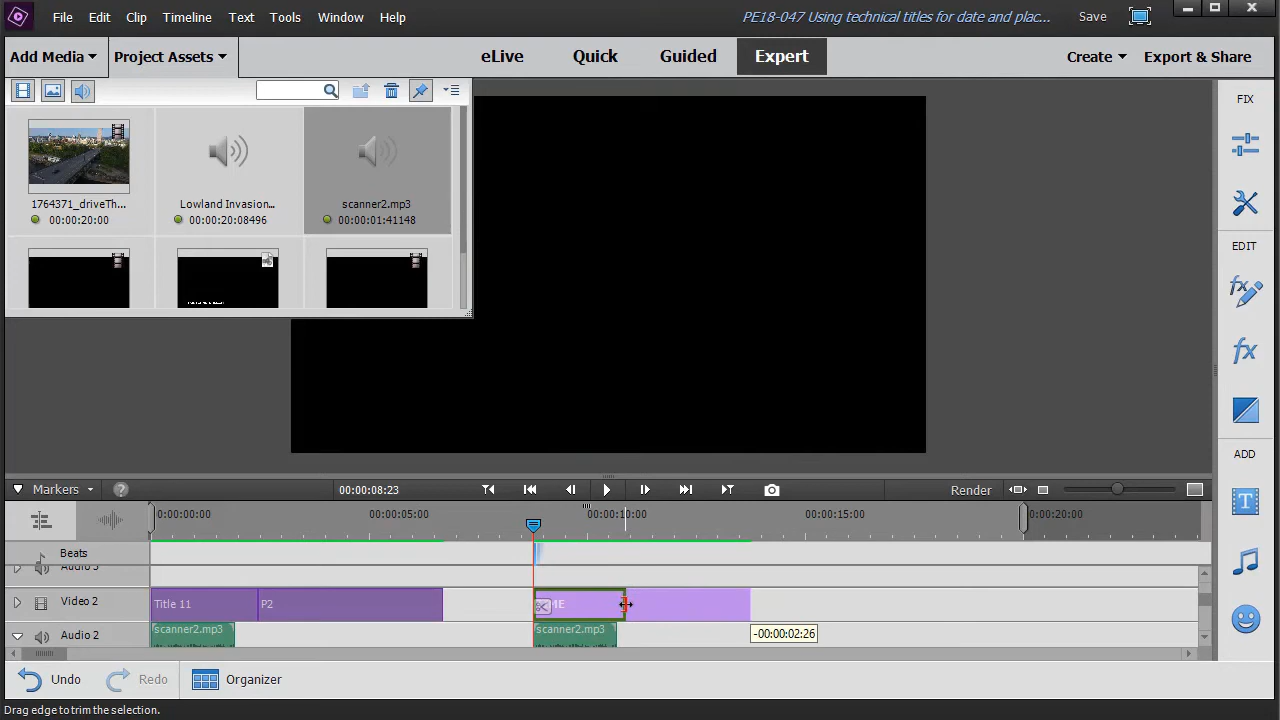 File Edit Clip Timeline Text Tools Window Help
PE18-047 Using technical titles for date and plac...
Save
Add Media
Project Assets
eLive
Quick
Guided
Expert
Create
Export & Share
1764371_driveTh...
00:00:20:00
Lowland Invasion...
00:00:20:08496
scanner2.mp3
00:00:01:41148
FIX
EDIT
ADD
Markers
00:00:08:23
Render
0:00:00:00
00:00:05:00
00:00:10:00
00:00:15:00
0:00:20:00
Beats
Audio 3
Video 2
Title 11
P2
Audio 2
scanner2.mp3
scanner2.mp3
-00:00:02:26
Undo
Redo
Organizer
Drag edge to trim the selection.